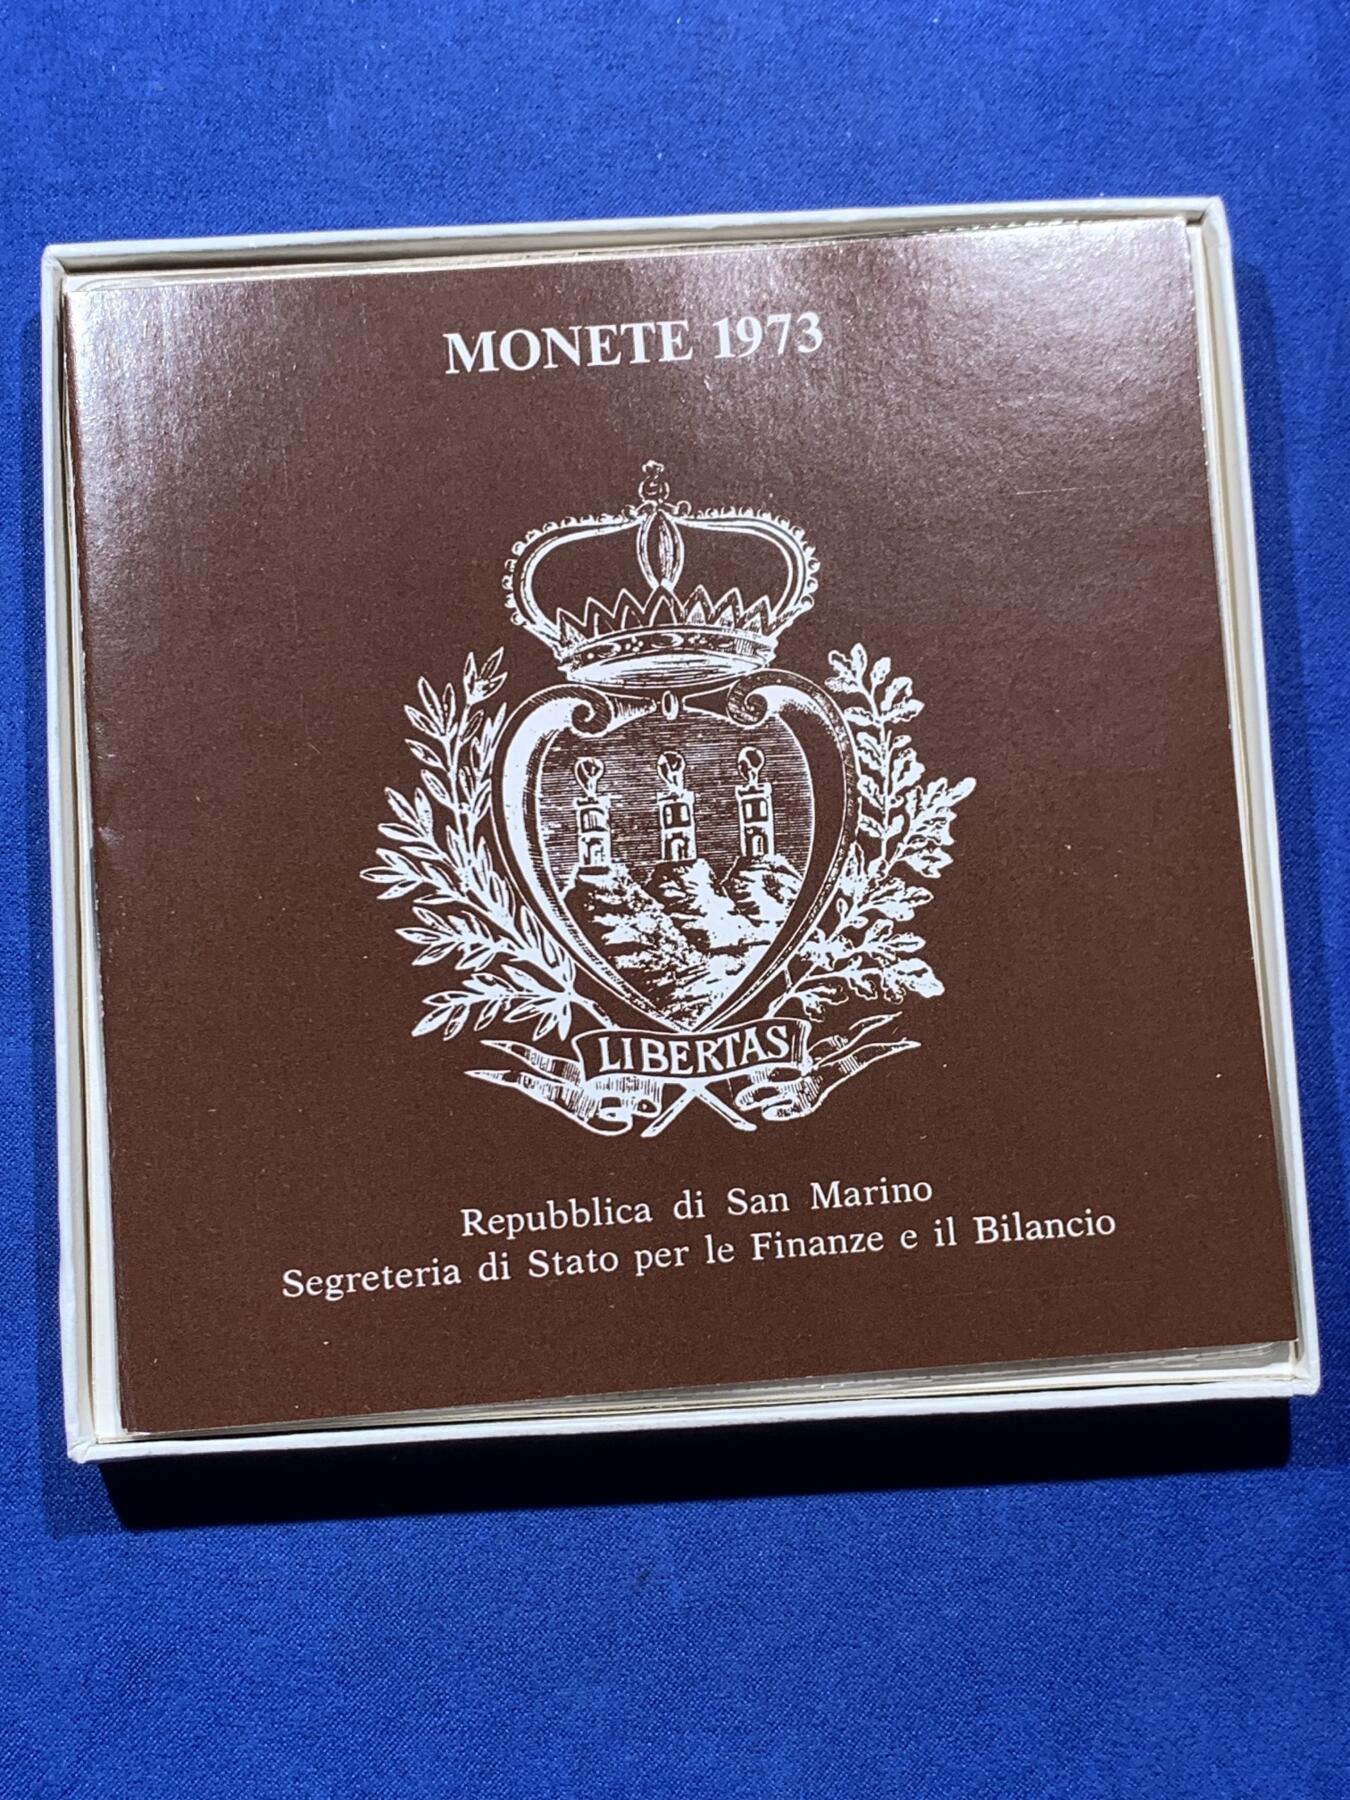 MONETE 1973
LIBERTAS
Repubblica di San Marino
Segreteria di Stato per le Finanze e il Bilancio